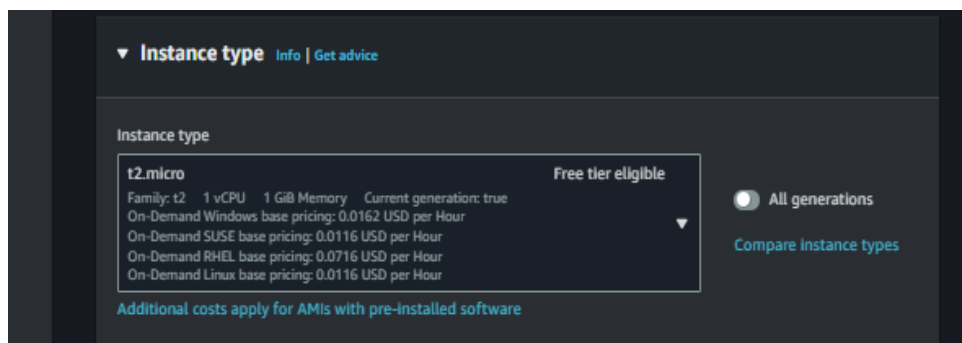 Instance type Info | Get advice
Instance type
t2.micro Free tier eligible
Family: t2 1 vCPU 1 GiB Memory Current generation: true
On-Demand Windows base pricing: 0.0162 USD per Hour
On-Demand SUSE base pricing: 0.0116 USD per Hour
On-Demand RHEL base pricing: 0.0716 USD per Hour
On-Demand Linux base pricing: 0.0116 USD per Hour
All generations
Compare instance types
Additional costs apply for AMIs with pre-installed software